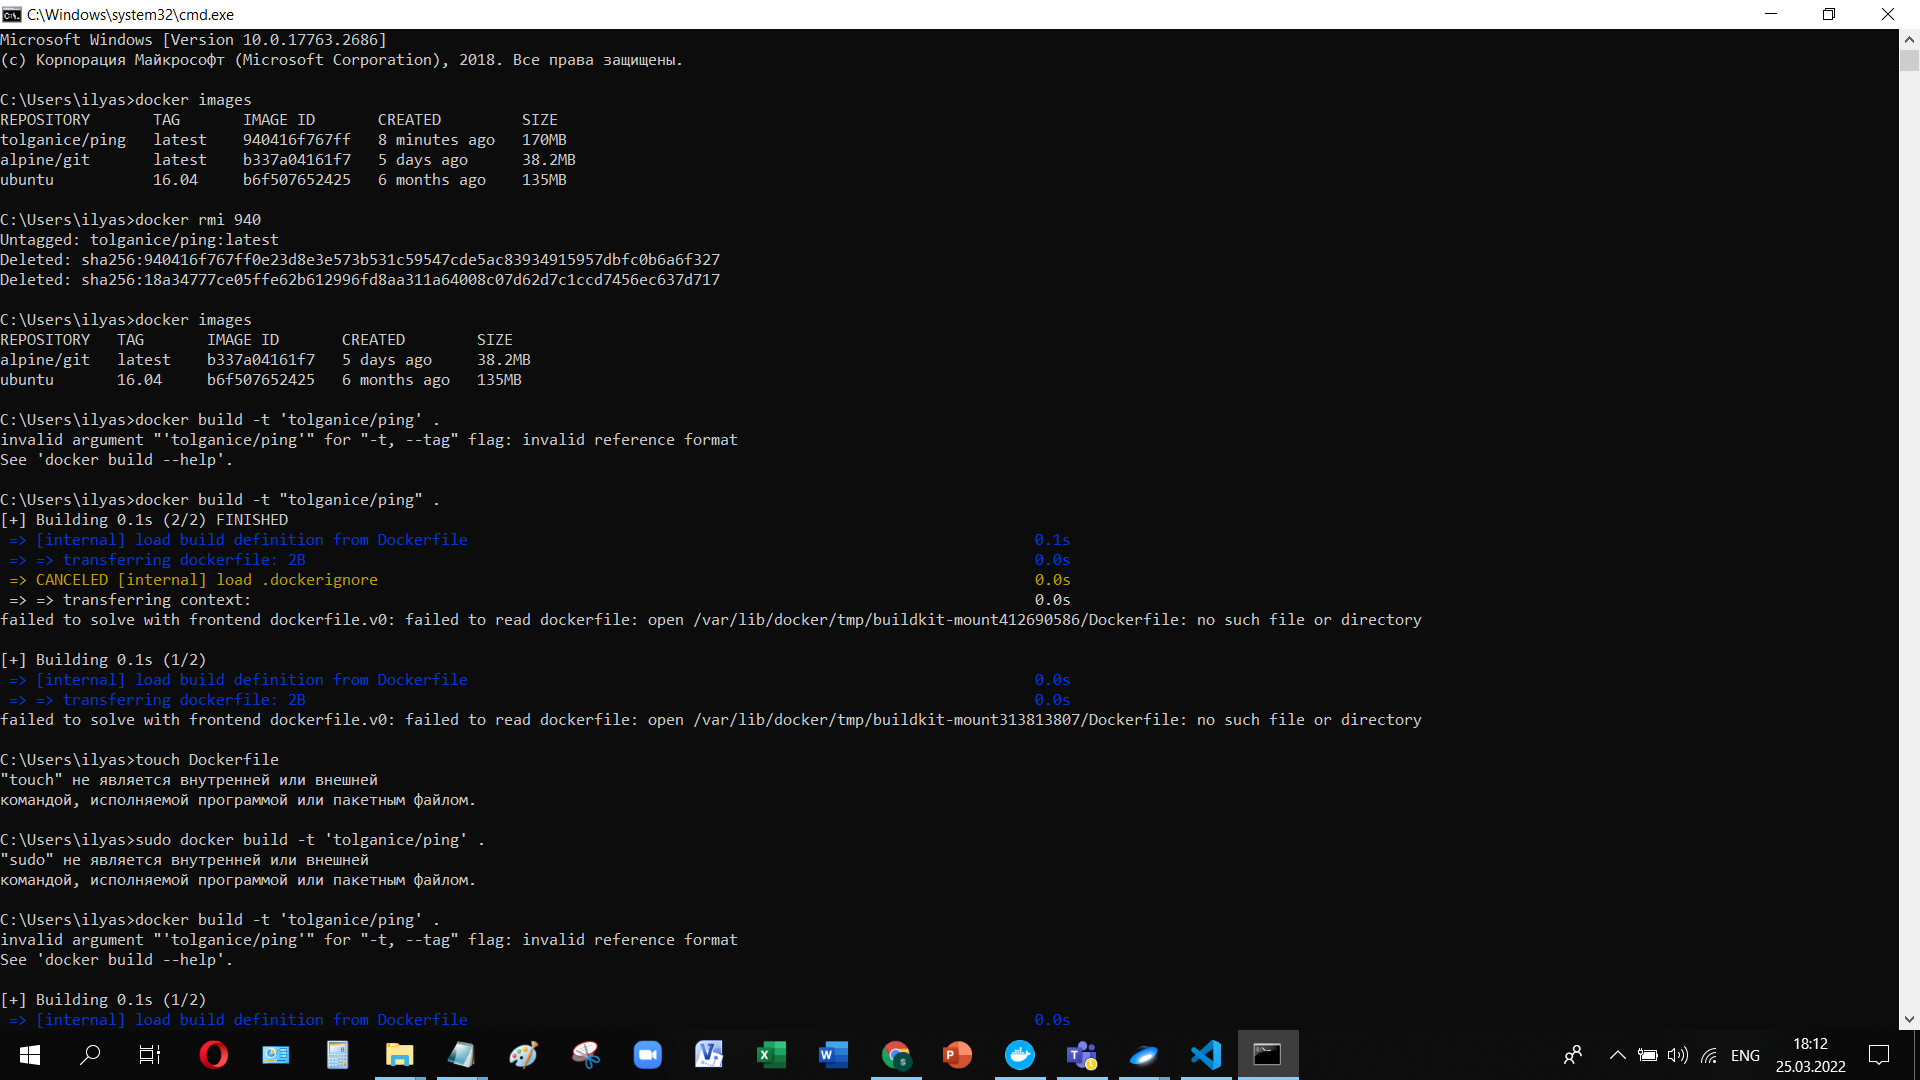 C:\Windows\system32\cmd.exe
Microsoft Windows [Version 10.0.17763.2686]
(c) Корпорация Майкрософт (Microsoft Corporation), 2018. Все права защищены.
C:\Users\ilyas>docker images
REPOSITORY       TAG       IMAGE ID       CREATED         SIZE
tolganice/ping   latest    940416f767ff   8 minutes ago   170MB
alpine/git       latest    b337a04161f7   5 days ago      38.2MB
ubuntu           16.04     b6f507652425   6 months ago    135MB
C:\Users\ilyas>docker rmi 940
Untagged: tolganice/ping:latest
Deleted: sha256:940416f767ff0e23d8e3e573b531c59547cde5ac83934915957dbfc0b6a6f327
Deleted: sha256:18a34777ce05ffe62b612996fd8aa311a64008c07d62d7c1ccd7456ec637d717
C:\Users\ilyas>docker images
REPOSITORY   TAG       IMAGE ID       CREATED        SIZE
alpine/git   latest    b337a04161f7   5 days ago     38.2MB
ubuntu       16.04     b6f507652425   6 months ago   135MB
C:\Users\ilyas>docker build -t 'tolganice/ping' .
invalid argument "'tolganice/ping'" for "-t, --tag" flag: invalid reference format
See 'docker build --help'.
C:\Users\ilyas>docker build -t "tolganice/ping" .
[+] Building 0.1s (2/2) FINISHED
=> [internal] load build definition from Dockerfile 0.1s
=> => transferring dockerfile: 2B 0.0s
=> CANCELED [internal] load .dockerignore 0.0s
=> => transferring context: 0.0s
failed to solve with frontend dockerfile.v0: failed to read dockerfile: open /var/lib/docker/tmp/buildkit-mount412690586/Dockerfile: no such file or directory
[+] Building 0.1s (1/2)
=> [internal] load build definition from Dockerfile 0.0s
=> => transferring dockerfile: 2B 0.0s
failed to solve with frontend dockerfile.v0: failed to read dockerfile: open /var/lib/docker/tmp/buildkit-mount313813807/Dockerfile: no such file or directory
C:\Users\ilyas>touch Dockerfile
"touch" не является внутренней или внешней
командой, исполняемой программой или пакетным файлом.
C:\Users\ilyas>sudo docker build -t 'tolganice/ping' .
"sudo" не является внутренней или внешней
командой, исполняемой программой или пакетным файлом.
C:\Users\ilyas>docker build -t 'tolganice/ping' .
invalid argument "'tolganice/ping'" for "-t, --tag" flag: invalid reference format
See 'docker build --help'.
[+] Building 0.1s (1/2)
=> [internal] load build definition from Dockerfile 0.0s
ENG
18:12
25.03.2022